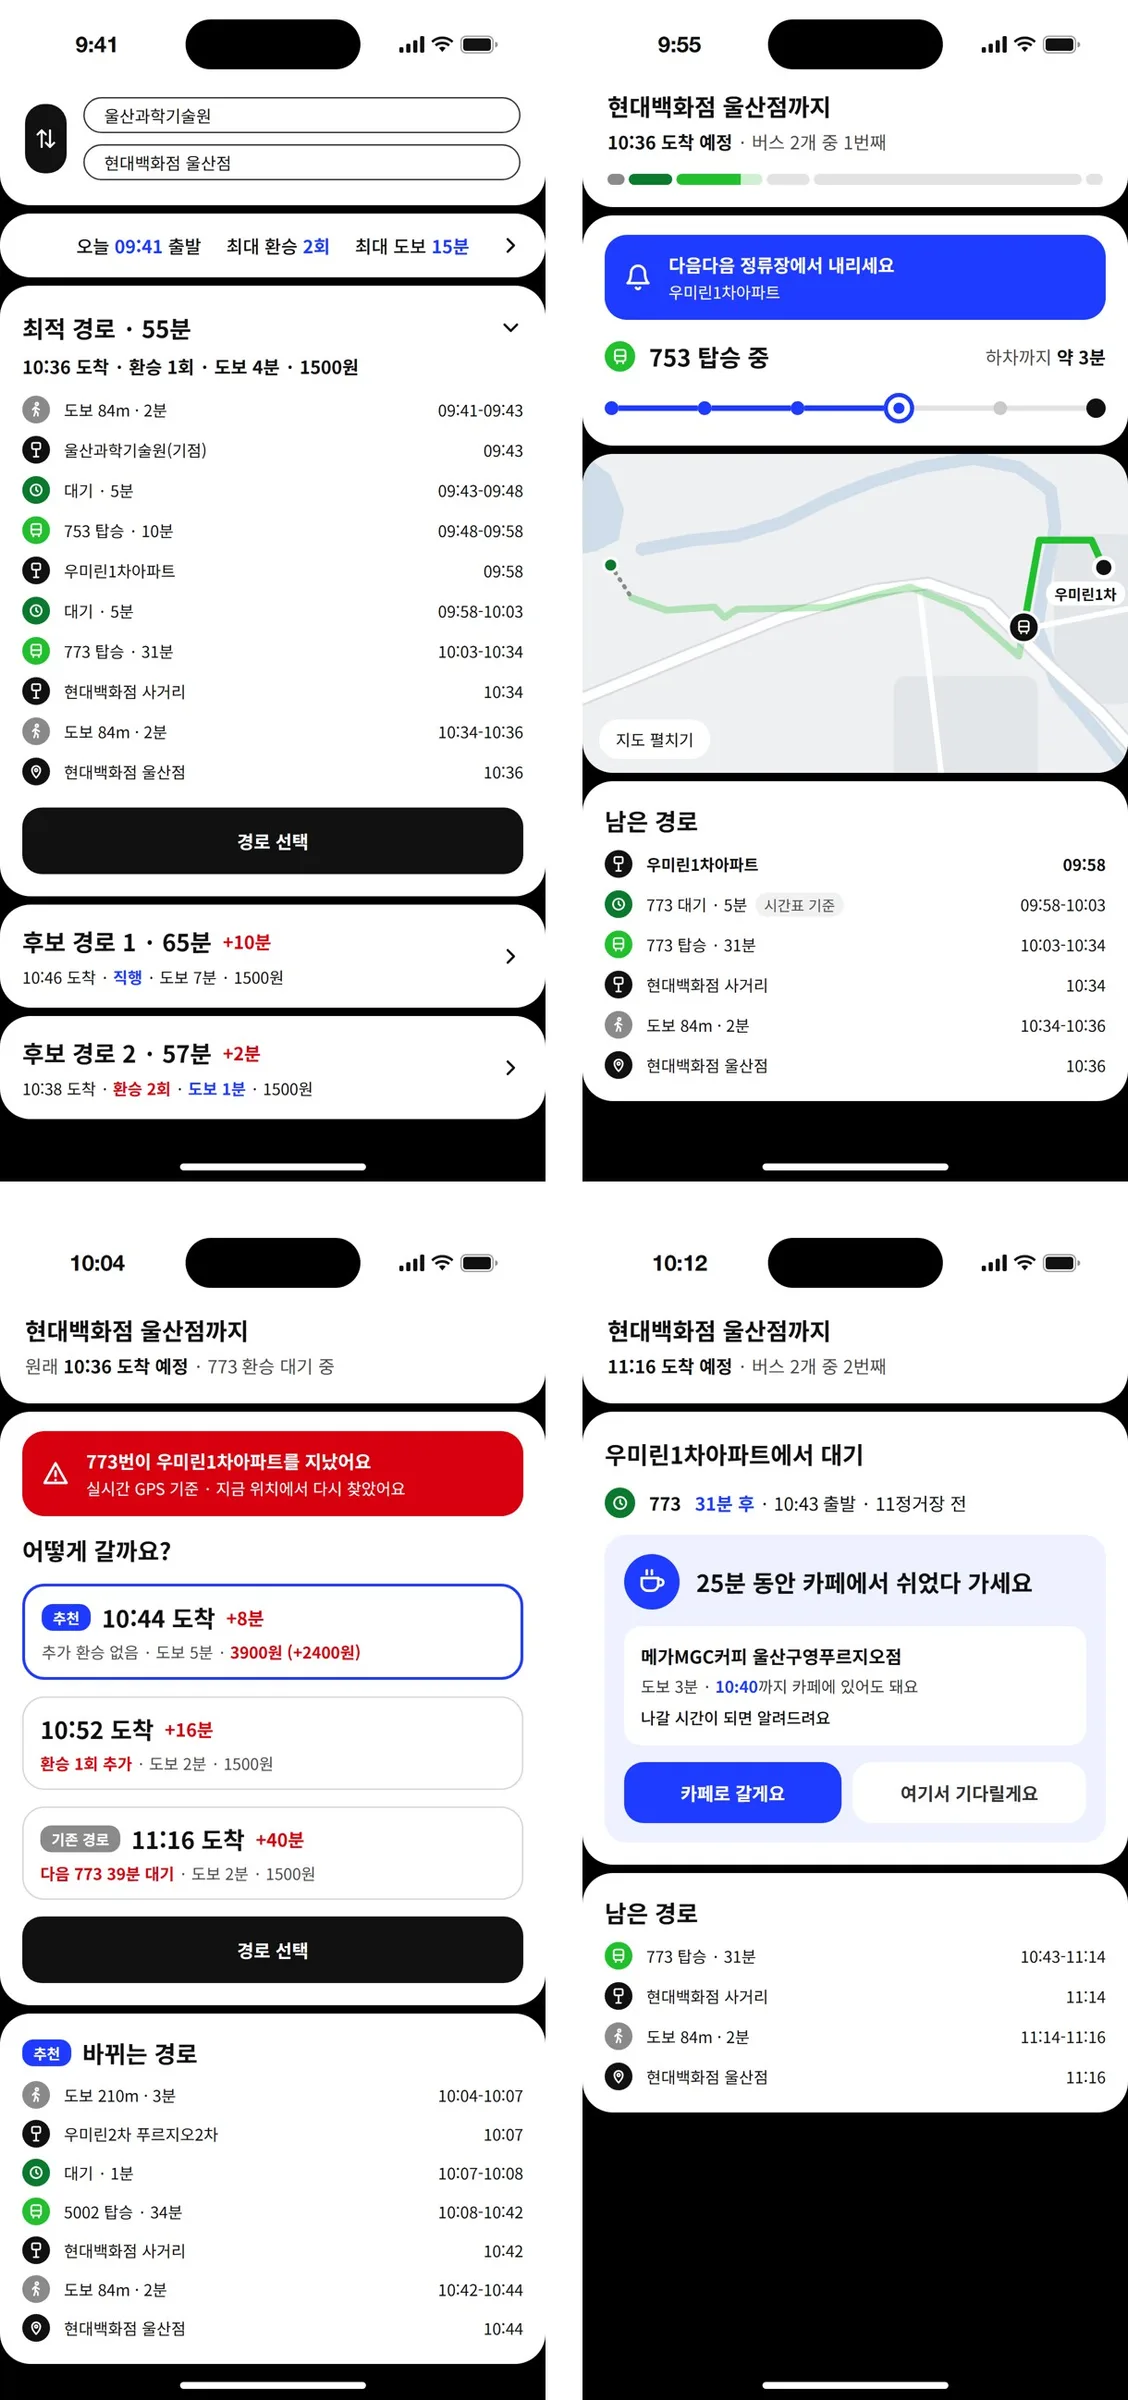 9:41
울산과학기술원
현대백화점 울산점
오늘 09:41 출발 최대 환승 2회 최대 도보 15분
최적 경로 · 55분
10:36 도착 · 환승 1회 · 도보 4분 · 1500원
도보 84m · 2분 09:41-09:43
울산과학기술원(기점) 09:43
대기 · 5분 09:43-09:48
753 탑승 · 10분 09:48-09:58
우미린1차아파트 09:58
대기 · 5분 09:58-10:03
773 탑승 · 31분 10:03-10:34
현대백화점 사거리 10:34
도보 84m · 2분 10:34-10:36
현대백화점 울산점 10:36
경로 선택
후보 경로 1 · 65분 +10분
10:46 도착 · 직행 · 도보 7분 · 1500원
후보 경로 2 · 57분 +2분
10:38 도착 · 환승 2회 · 도보 1분 · 1500원
9:55
현대백화점 울산점까지
10:36 도착 예정 · 버스 2개 중 1번째
다음다음 정류장에서 내리세요
우미린1차아파트
753 탑승 중 하차까지 약 3분
우미린1차
지도 펼치기
남은 경로
우미린1차아파트 09:58
773 대기 · 5분 시간표 기준 09:58-10:03
773 탑승 · 31분 10:03-10:34
현대백화점 사거리 10:34
도보 84m · 2분 10:34-10:36
현대백화점 울산점 10:36
10:04
현대백화점 울산점까지
원래 10:36 도착 예정 · 773 환승 대기 중
773번이 우미린1차아파트를 지났어요
실시간 GPS 기준 · 지금 위치에서 다시 찾았어요
어떻게 갈까요?
추천 10:44 도착 +8분
추가 환승 없음 · 도보 5분 · 3900원 (+2400원)
10:52 도착 +16분
환승 1회 추가 · 도보 2분 · 1500원
기존 경로 11:16 도착 +40분
다음 773 39분 대기 · 도보 2분 · 1500원
경로 선택
추천 바뀌는 경로
도보 210m · 3분 10:04-10:07
우미린2차 푸르지오2차 10:07
대기 · 1분 10:07-10:08
5002 탑승 · 34분 10:08-10:42
현대백화점 사거리 10:42
도보 84m · 2분 10:42-10:44
현대백화점 울산점 10:44
10:12
현대백화점 울산점까지
11:16 도착 예정 · 버스 2개 중 2번째
우미린1차아파트에서 대기
773 31분 후 · 10:43 출발 · 11정거장 전
25분 동안 카페에서 쉬었다 가세요
메가MGC커피 울산구영푸르지오점
도보 3분 · 10:40까지 카페에 있어도 돼요
나갈 시간이 되면 알려드려요
카페로 갈게요 여기서 기다릴게요
남은 경로
773 탑승 · 31분 10:43-11:14
현대백화점 사거리 11:14
도보 84m · 2분 11:14-11:16
현대백화점 울산점 11:16